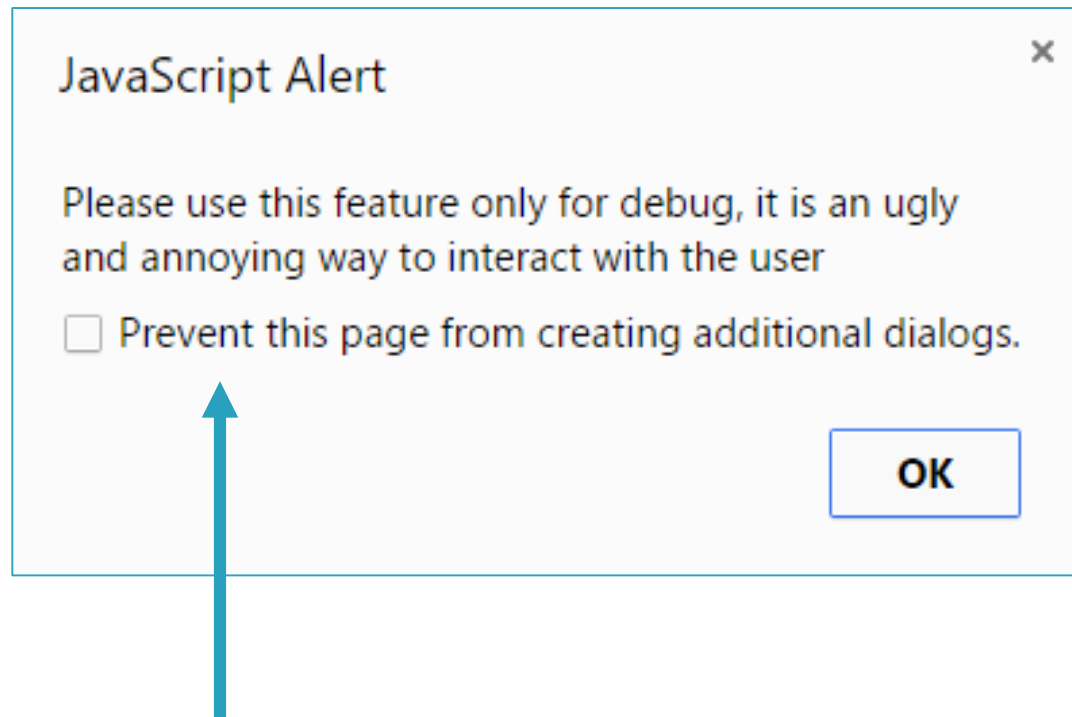 JavaScript Alert
Please use this feature only for debug, it is an ugly
and annoying way to interact with the user
Prevent this page from creating additional dialogs.
OK